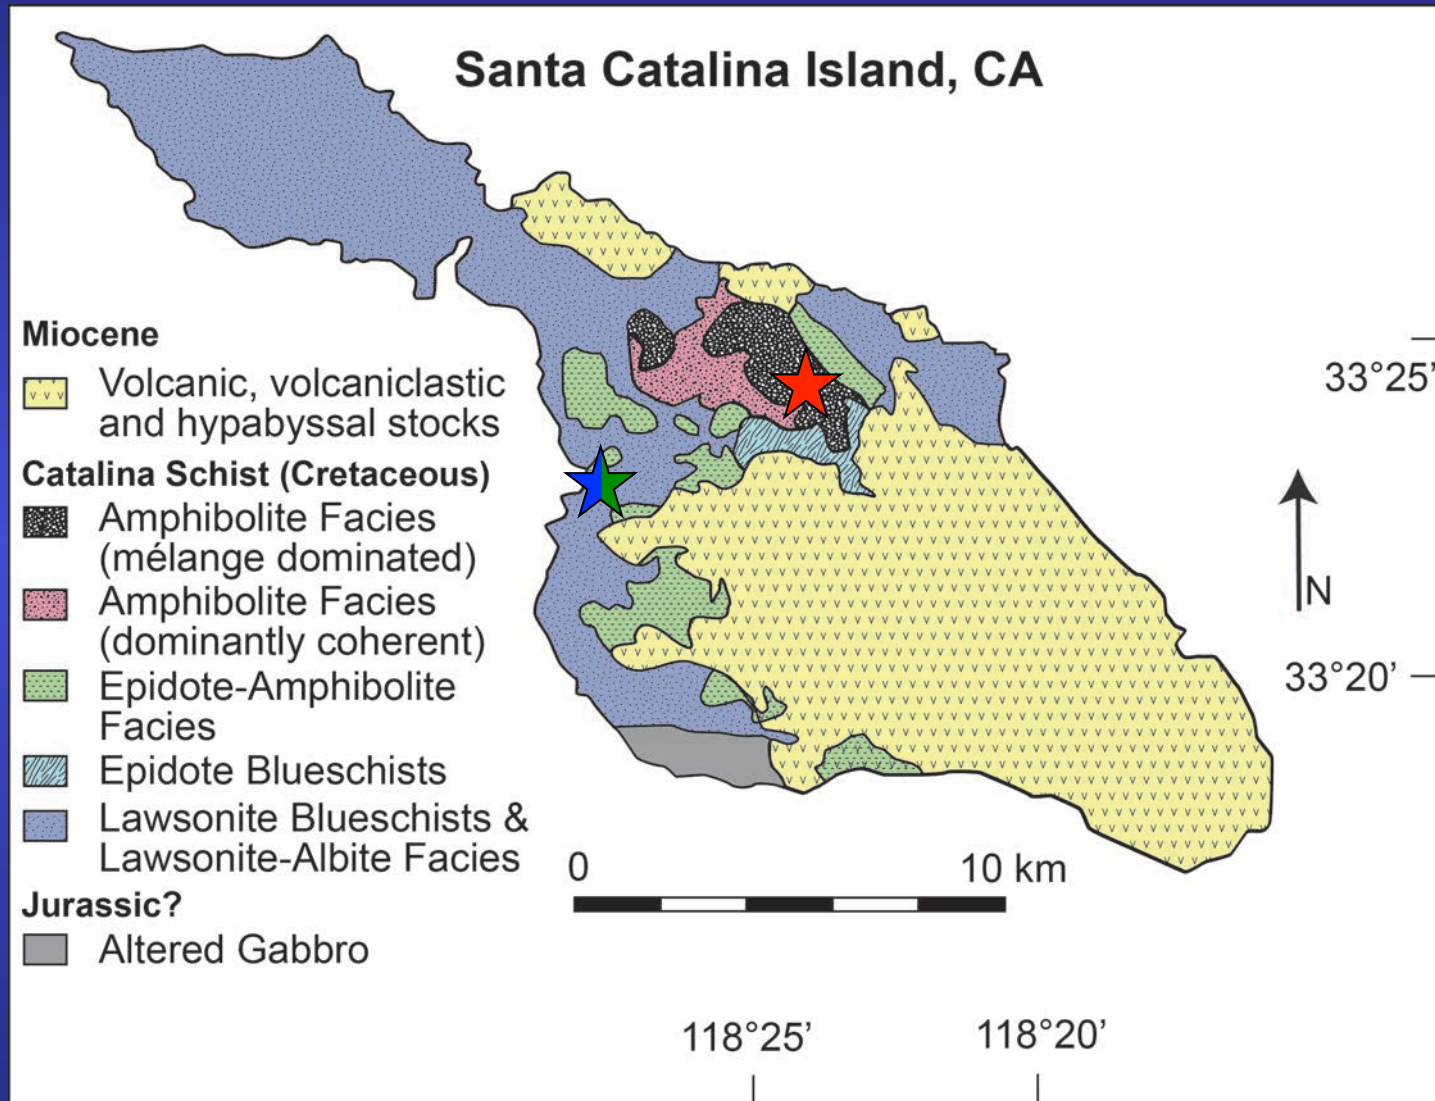 Santa Catalina Island, CA
Miocene
Volcanic, volcaniclastic
and hypabyssal stocks
Catalina Schist (Cretaceous)
Amphibolite Facies
(mélange dominated)
Amphibolite Facies
(dominantly coherent)
Epidote-Amphibolite
Facies
Epidote Blueschists
Lawsonite Blueschists &
Lawsonite-Albite Facies
Jurassic?
Altered Gabbro
0 10 km
N
33°25’
33°20’
118°25’ 118°20’